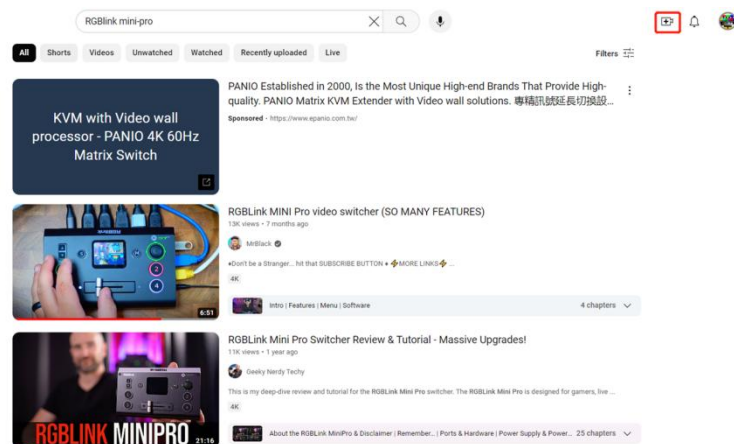 RGBlink mini-pro
All Shorts Videos Unwatched Watched Recently uploaded Live Filters
KVM with Video wall
processor - PANIO 4K 60Hz
Matrix Switch
PANIO Established in 2000, Is the Most Unique High-end Brands That Provide High-
quality. PANIO Matrix KVM Extender with Video wall solutions. 專精訊號延長切換設...
Sponsored · https://www.epanio.com.tw/
6:51
RGBLink MINI Pro video switcher (SO MANY FEATURES)
13K views • 7 months ago
MrBlack
♦Don't be a Stranger... hit that SUBSCRIBE BUTTON ♦ ⚡MORE LINKS⚡ ...
4K
Intro | Features | Menu | Software 4 chapters
RGBLINK MINIPRO
21:16
RGBLink Mini Pro Switcher Review & Tutorial - Massive Upgrades!
11K views • 1 year ago
Geeky Nerdy Techy
This is my deep-dive review and tutorial for the RGBLink Mini Pro switcher. The RGBLink Mini Pro is designed for gamers, live ...
4K
About the RGBLink MiniPro & Disclaimer | Remember... | Ports & Hardware | Power Supply & Power... 25 chapters